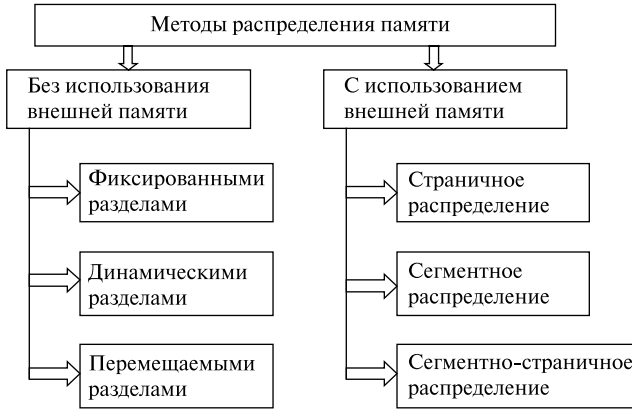 Методы распределения памяти
Без использования
внешней памяти
Фиксированными
разделами
Динамическими
разделами
Перемещаемыми
разделами
С использованием
внешней памяти
Страничное
распределение
Сегментное
распределение
Сегментно-страничное
распределение